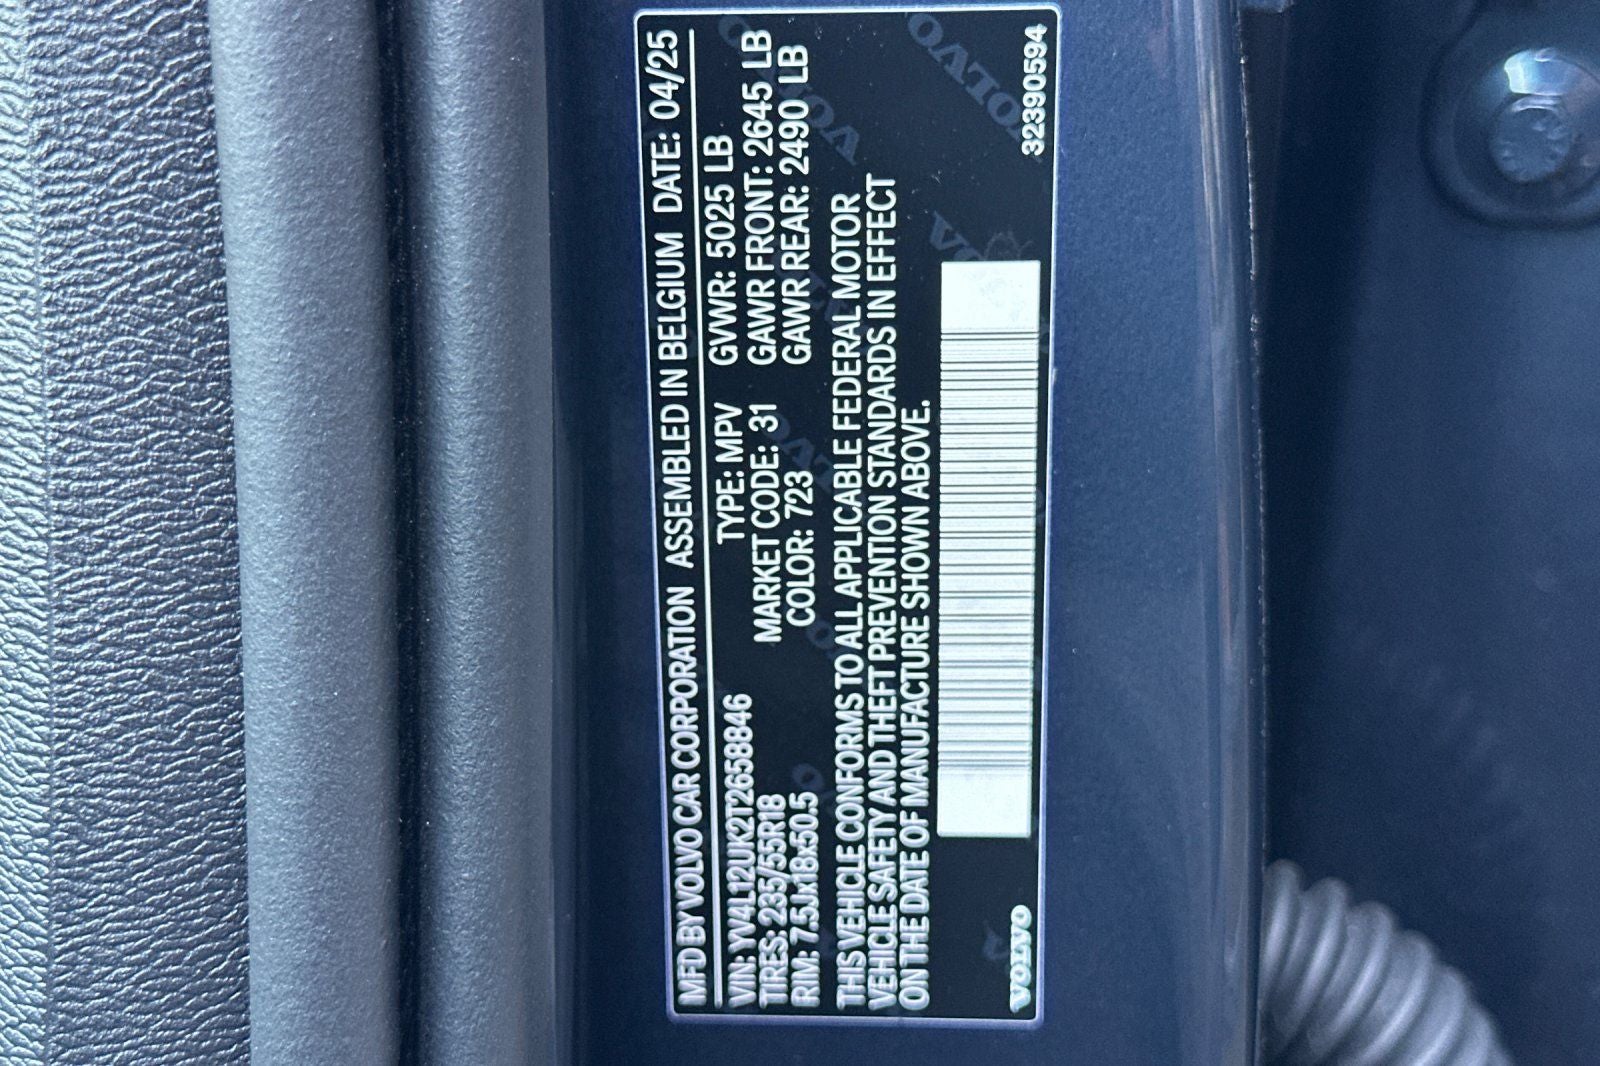 MFD BY VOLVO CAR CORPORATION ASSEMBLED IN BELGIUM DATE: 04/25
VIN: YV4L12UK2T2658846 TYPE: MPV GVWR: 5025 LB
TIRES: 235/55R18 MARKET CODE: 31 GAWR FRONT: 2645 LB
RIM: 7.5Jx18x50.5 COLOR: 723 GAWR REAR: 2490 LB
THIS VEHICLE CONFORMS TO ALL APPLICABLE FEDERAL MOTOR
VEHICLE SAFETY AND THEFT PREVENTION STANDARDS IN EFFECT
ON THE DATE OF MANUFACTURE SHOWN ABOVE.
VOLVO 32390594